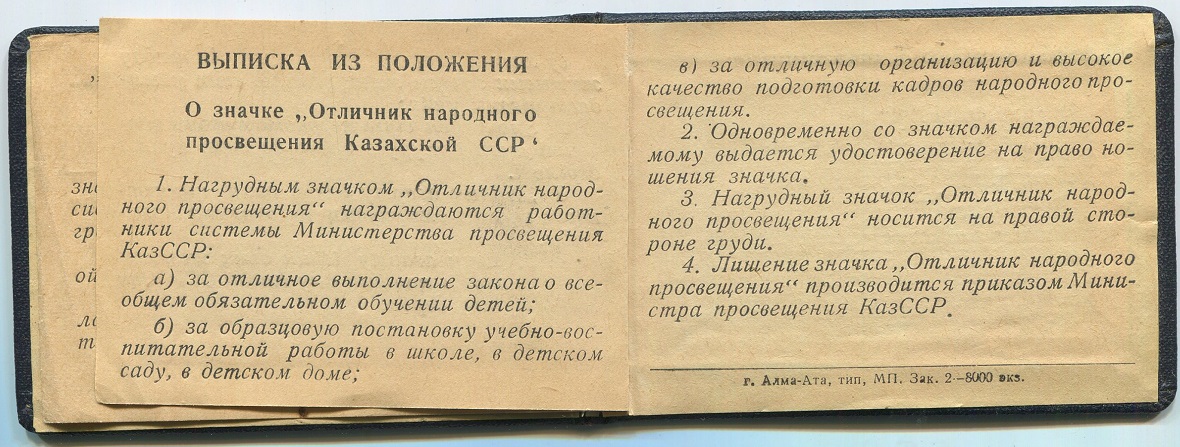 ВЫПИСКА ИЗ ПОЛОЖЕНИЯ
О значке „Отличник народного
просвещения Казахской ССР‘
1. Нагрудным значком „Отличник народ-
ного просвещения“ награждаются работ-
ники системы Министерства просвещения
КазССР:
а) за отличное выполнение закона о все-
общем обязательном обучении детей;
б) за образцовую постановку учебно-вос-
питательной работы в школе, в детском
саду, в детском доме;
в) за отличную организацию и высокое
качество подготовки кадров народного про-
свещения.
2. Одновременно со значком награждае-
мому выдается удостоверение на право но-
шения значка.
3. Нагрудный значок „Отличник народ-
ного просвещения“ носится на правой сто-
роне груди.
4. Лишение значка „Отличник народного
просвещения“ производится приказом Мини-
стра просвещения КазССР.
г. Алма-Ата, тип, МП. Зак. 2—8000 экз.